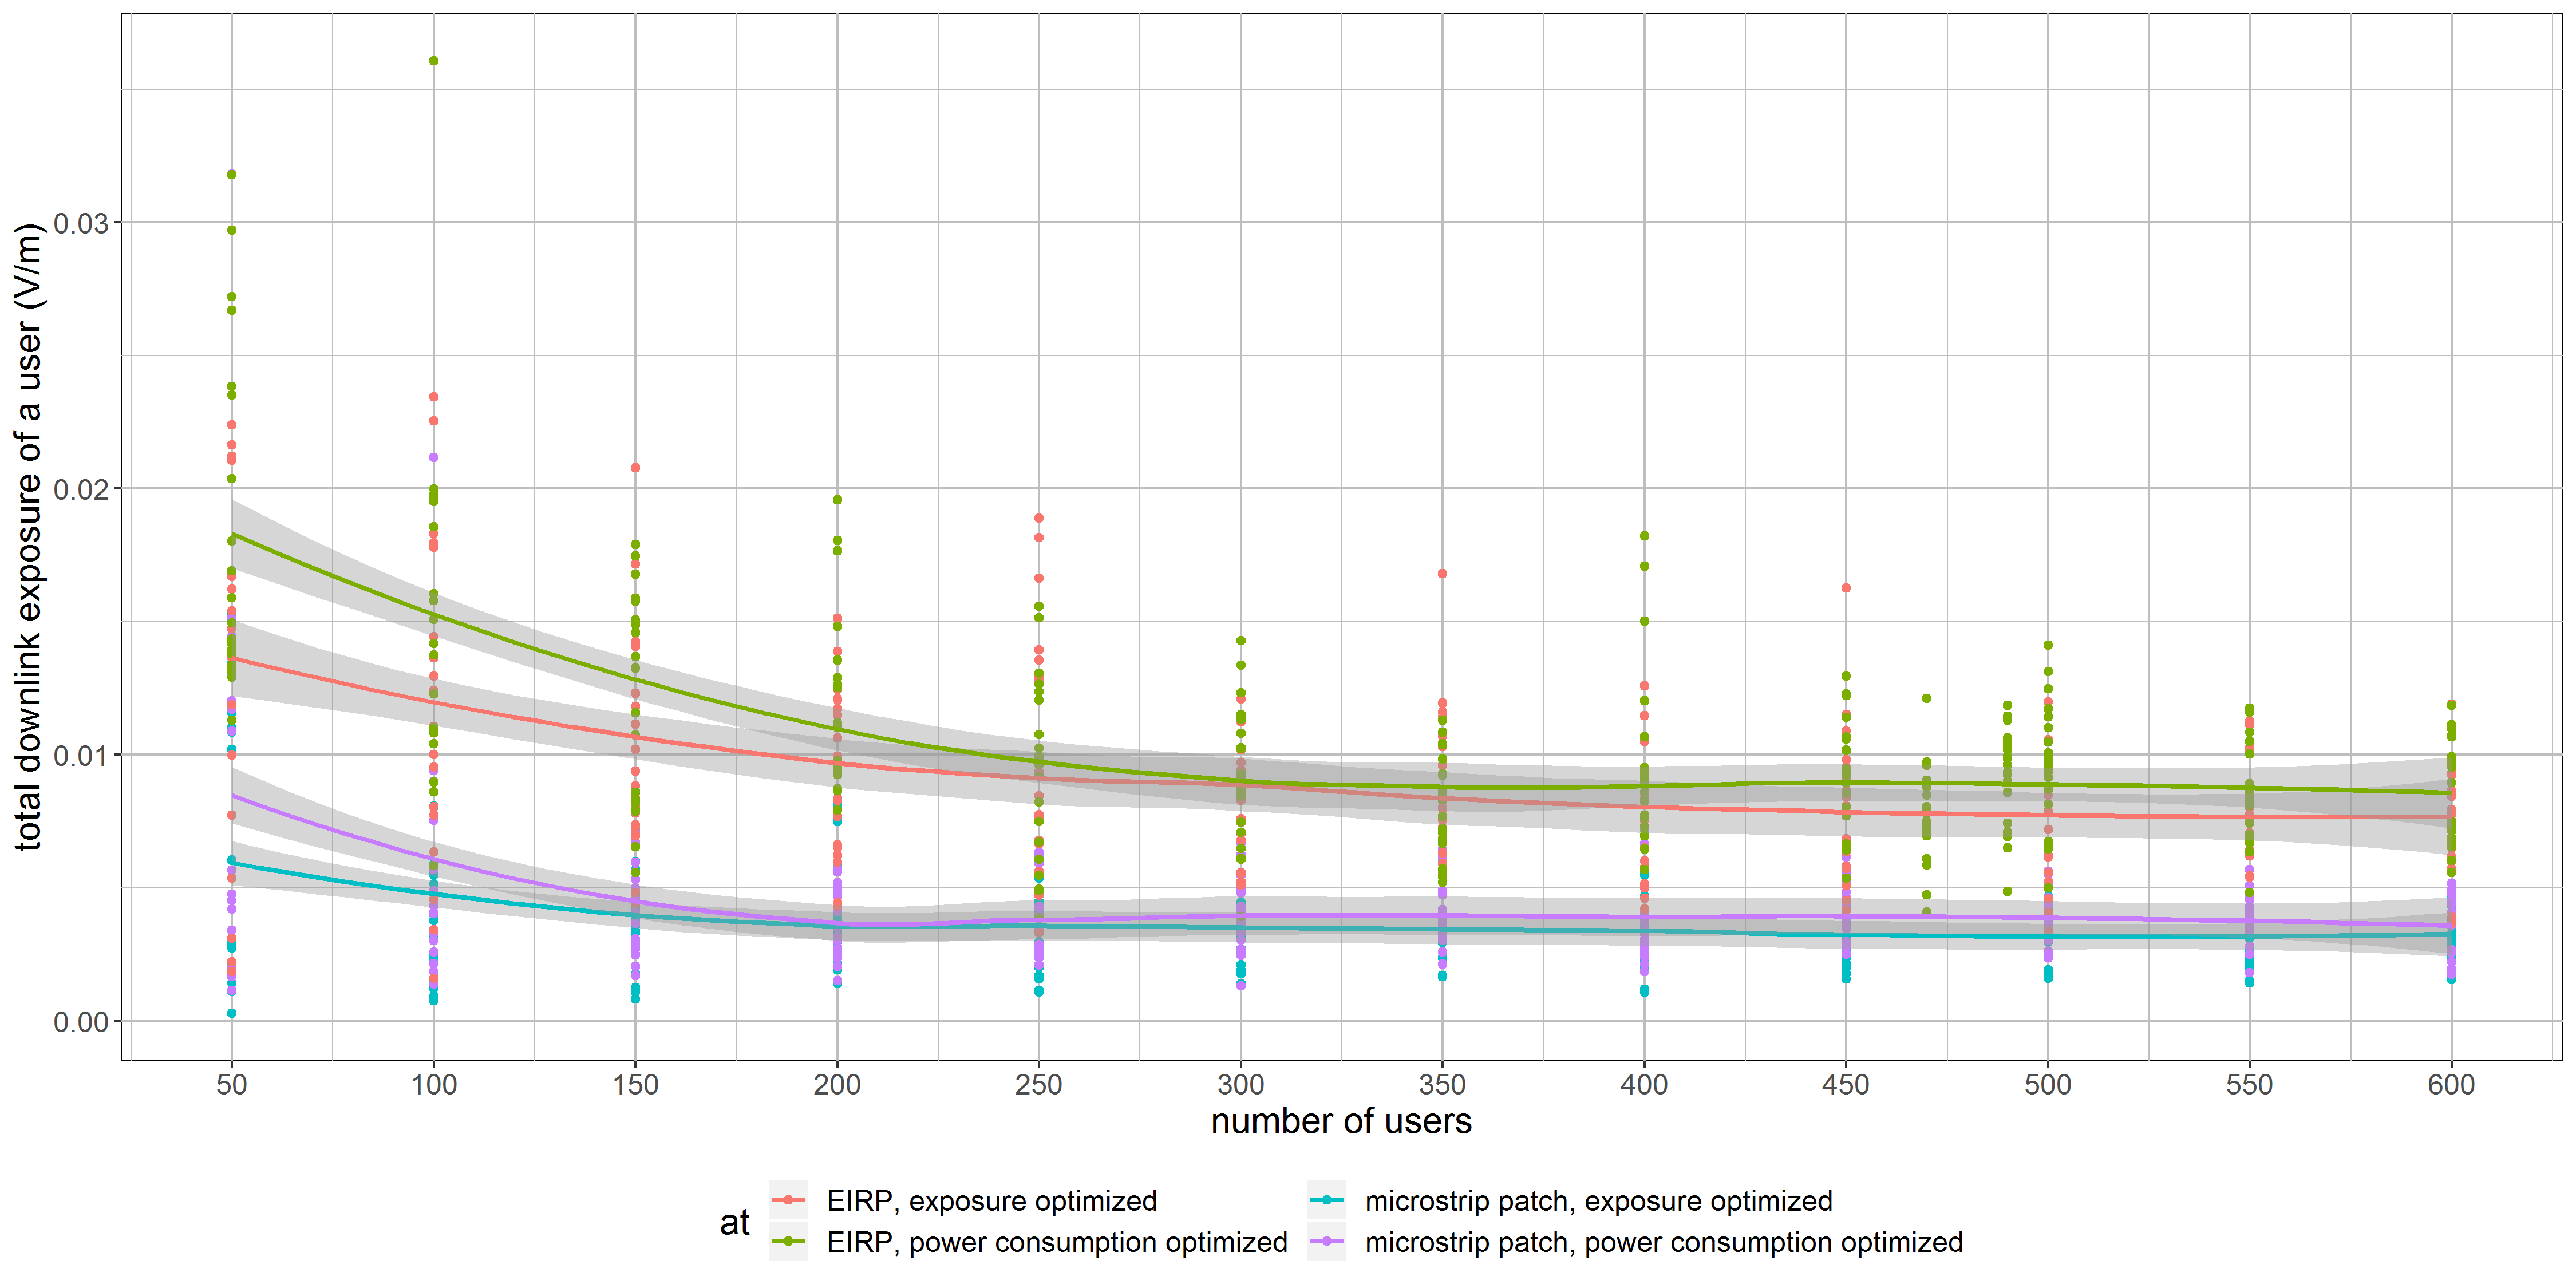 total downlink exposure of a user (V/m)
0.03
0.02
0.01
0.00
50 100 150 200 250 300 350 400 450 500 550 600
number of users
at
EIRP, exposure optimized
microstrip patch, exposure optimized
EIRP, power consumption optimized
microstrip patch, power consumption optimized